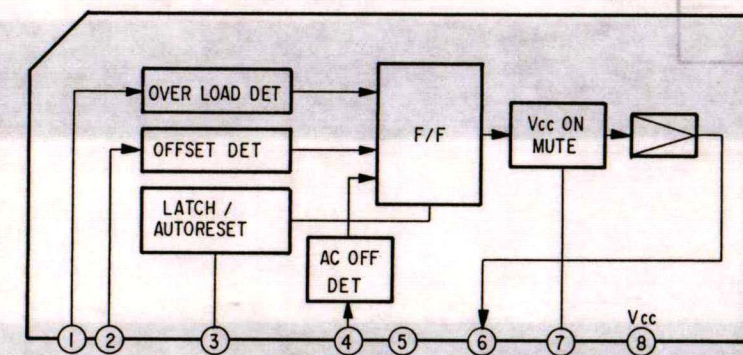 OVER LOAD DET
OFFSET DET
LATCH /
AUTORESET
AC OFF
DET
F/F
Vcc ON
MUTE
Vcc
1 2 3 4 5 6 7 8